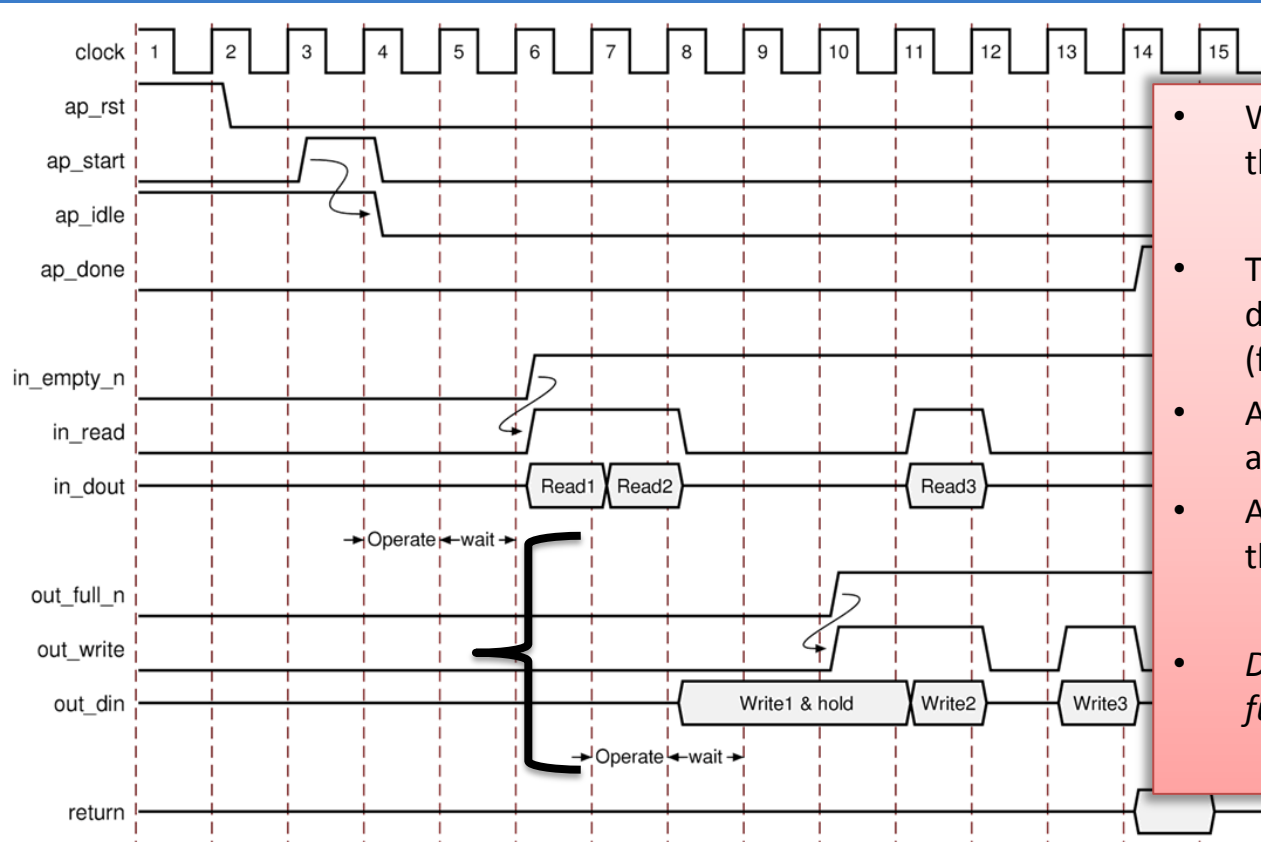 clock 1 2 3 4 5 6 7 8 9 10 11 12 13 14 15
ap_rst
ap_start
ap_idle
ap_done
in_empty_n
in_read
in_dout Read1 Read2 Read3
Operate wait
out_full_n
out_write
out_din Write1 & hold Write2 Write3
Operate wait
return
•
•
(
•
A
a
•
A
•